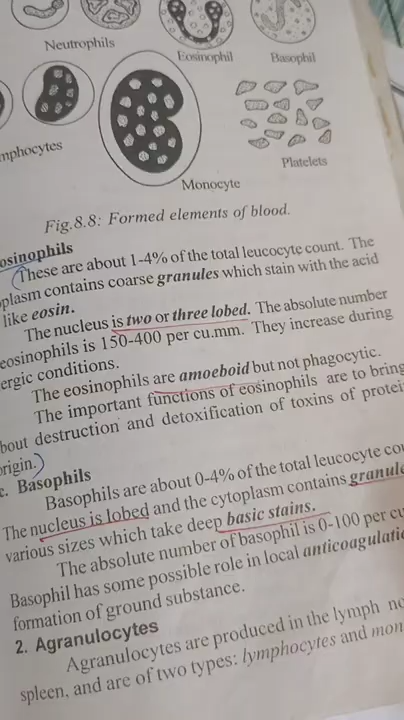 Neutrophils
Eosinophil
Basophil
mphocytes
Monocyte
Platelets
Fig.8.8: Formed elements of blood.
osinophils
These are about 1-4% of the total leucocyte count. The
plasm contains coarse granules which stain with the acid
like eosin.
The nucleus is two or three lobed. The absolute number
eosinophils is 150-400 per cu.mm. They increase during
ergic conditions.
The eosinophils are amoeboid but not phagocytic.
The important functions of eosinophils are to bring
bout destruction and detoxification of toxins of protei
rigin.
c. Basophils
Basophils are about 0-4% of the total leucocyte cou
The nucleus is lobed and the cytoplasm contains granule
various sizes which take deep basic stains.
The absolute number of basophil is 0-100 per cu
Basophil has some possible role in local anticoagulatio
formation of ground substance.
2. Agranulocytes
Agranulocytes are produced in the lymph no
spleen, and are of two types: lymphocytes and mon